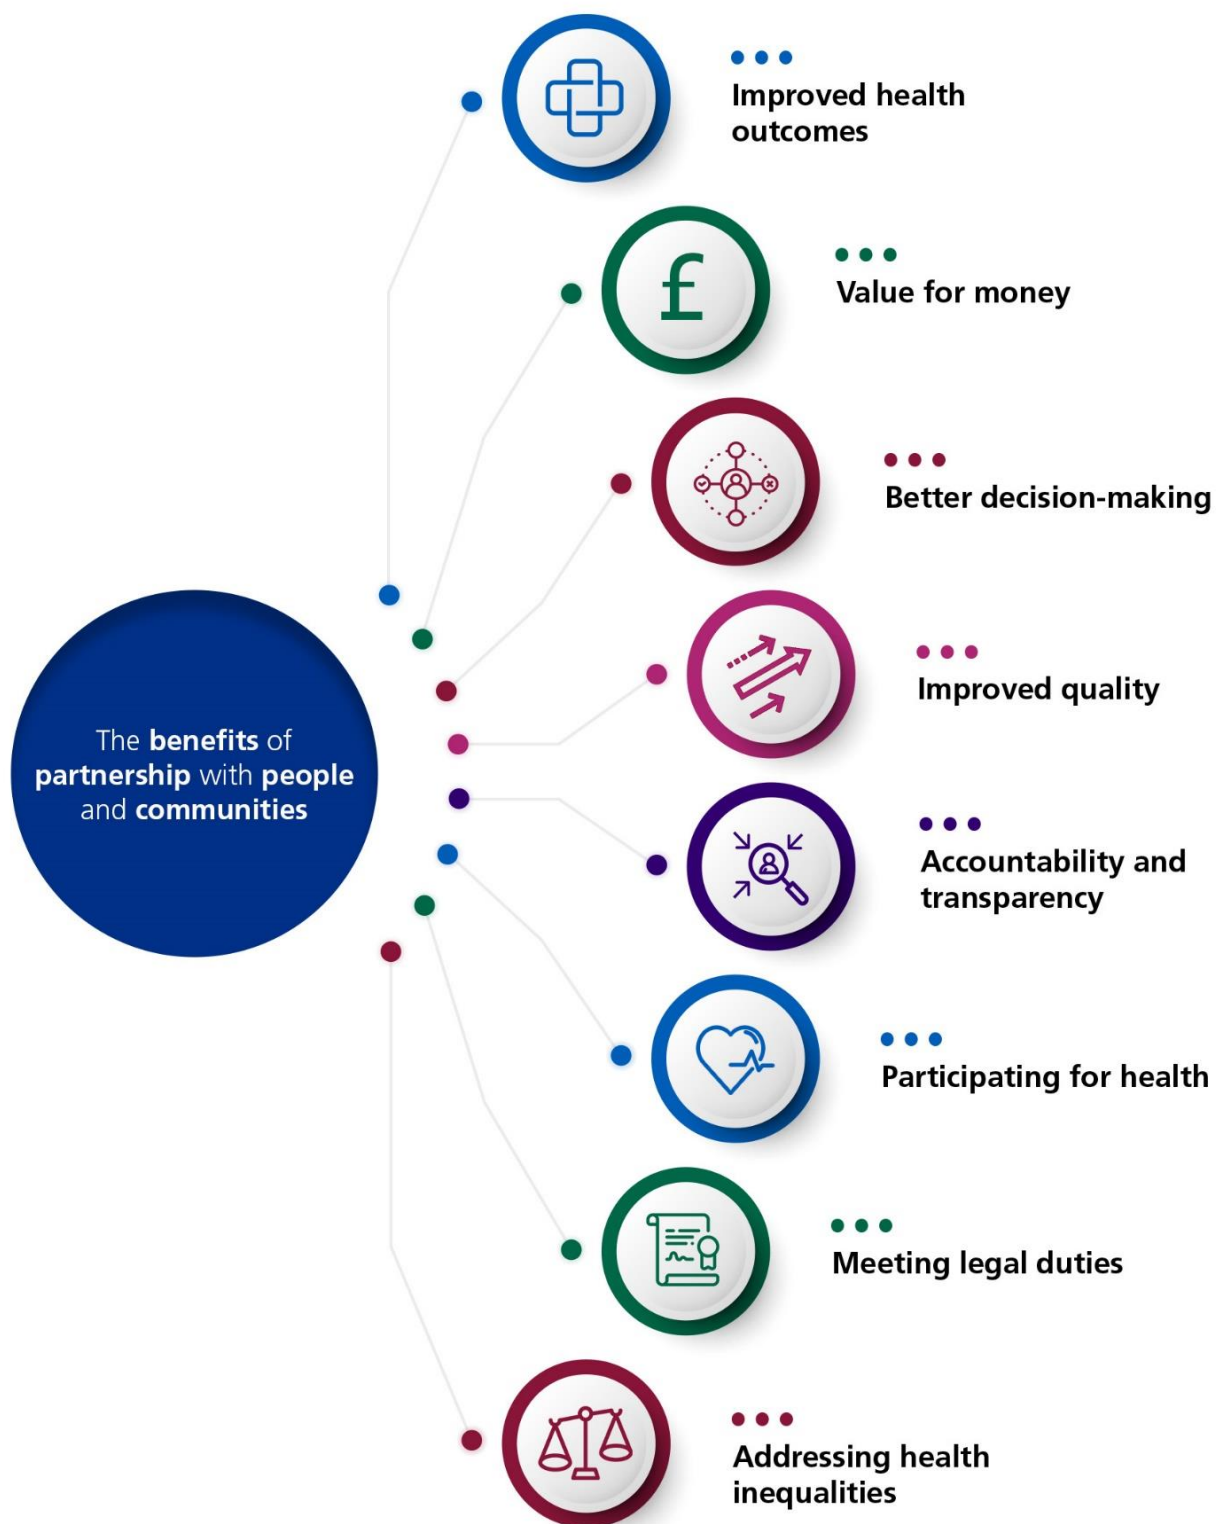 Improved health
outcomes
£
Value for money
Better decision-making
Improved quality
The benefits of
partnership with people
and communities
Accountability and
transparency
Participating for health
Meeting legal duties
Addressing health
inequalities